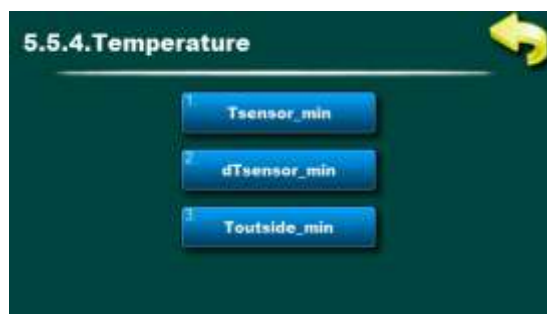 5.5.4.Temperature
1.
Tsensor_min
2
dTsensor_min
3
Toutside_min